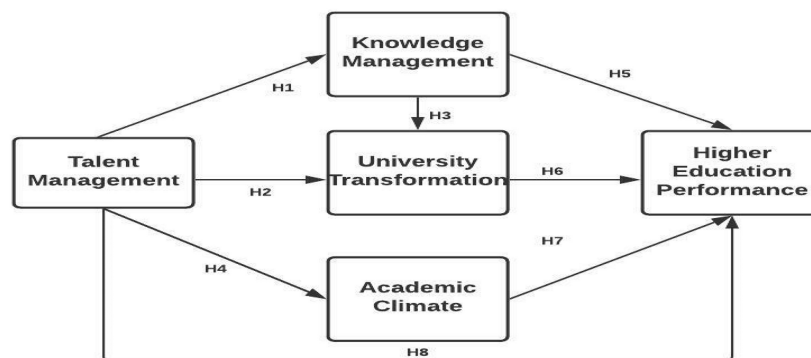 Knowledge
Management
H1
H5
H3
Talent
Management
H2
University
Transformation
H6
Higher
Education
Performance
H4
H7
Academic
Climate
H8